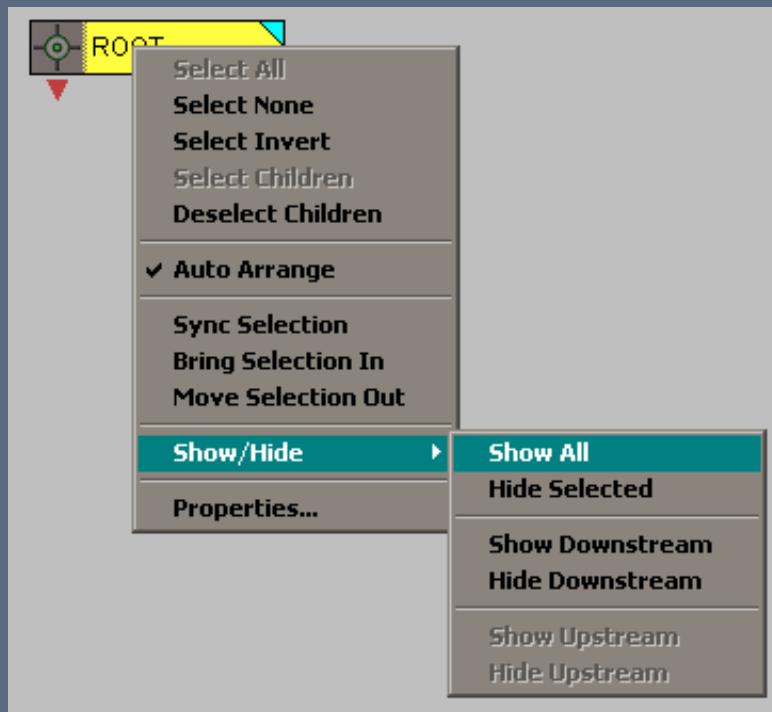 ROOT
Select All
Select None
Select Invert
Select Children
Deselect Children
Auto Arrange
Sync Selection
Bring Selection In
Move Selection Out
Show/Hide
Properties...
Show All
Hide Selected
Show Downstream
Hide Downstream
Show Upstream
Hide Upstream